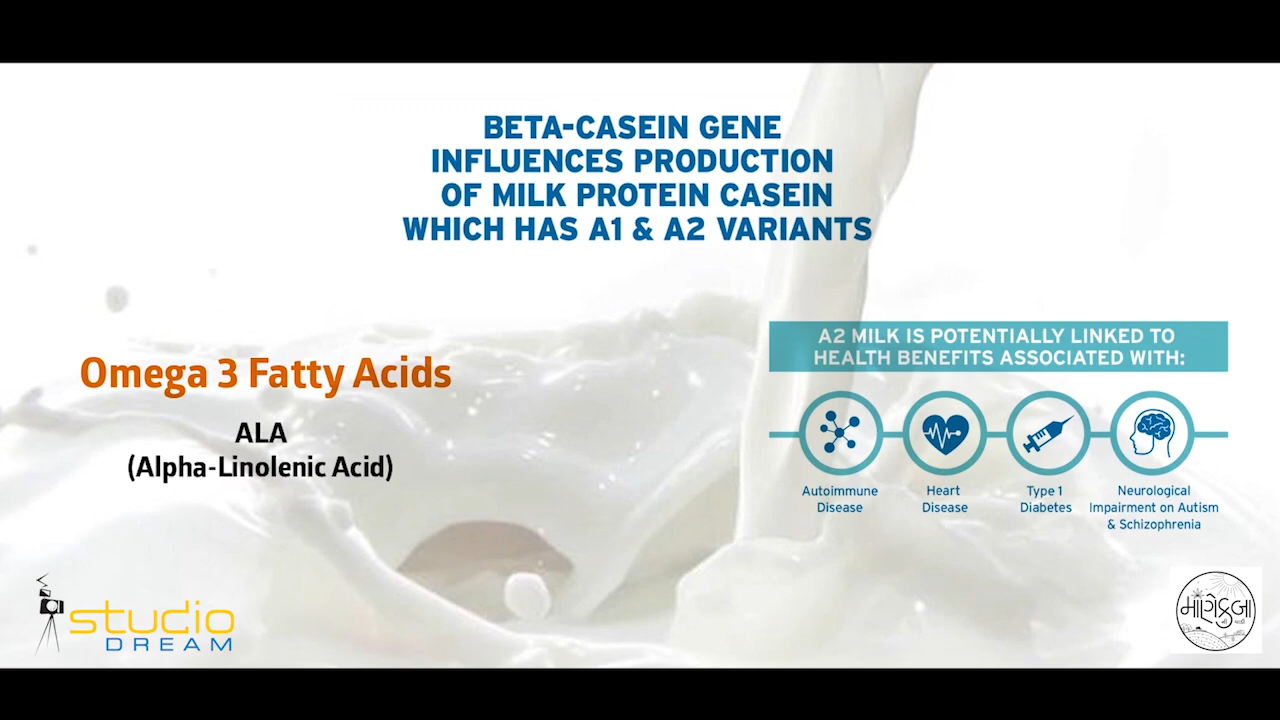 BETA-CASEIN GENE
INFLUENCES PRODUCTION
OF MILK PROTEIN CASEIN
WHICH HAS A1 & A2 VARIANTS
Omega 3 Fatty Acids
ALA
(Alpha-Linolenic Acid)
A2 MILK IS POTENTIALLY LINKED TO
HEALTH BENEFITS ASSOCIATED WITH:
Autoimmune
Disease
Heart
Disease
Type 1
Diabetes
Neurological
Impairment on Autism
& Schizophrenia
studio
DREAM